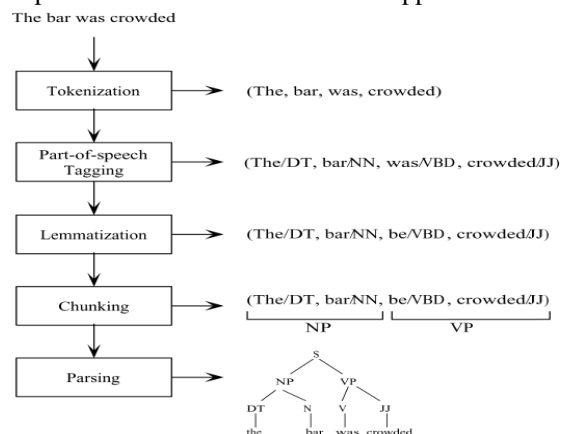 The bar was crowded
Tokenization
(The, bar, was, crowded)
Part-of-speech
Tagging
(The/DT, bar/NN, was/VBD, crowded/JJ)
Lemmatization
(The/DT, bar/NN, be/VBD, crowded/JJ)
Chunking
(The/DT, bar/NN, be/VBD, crowded/JJ)
NP VP
Parsing
S
NP VP
DT N V JJ
the bar was crowded